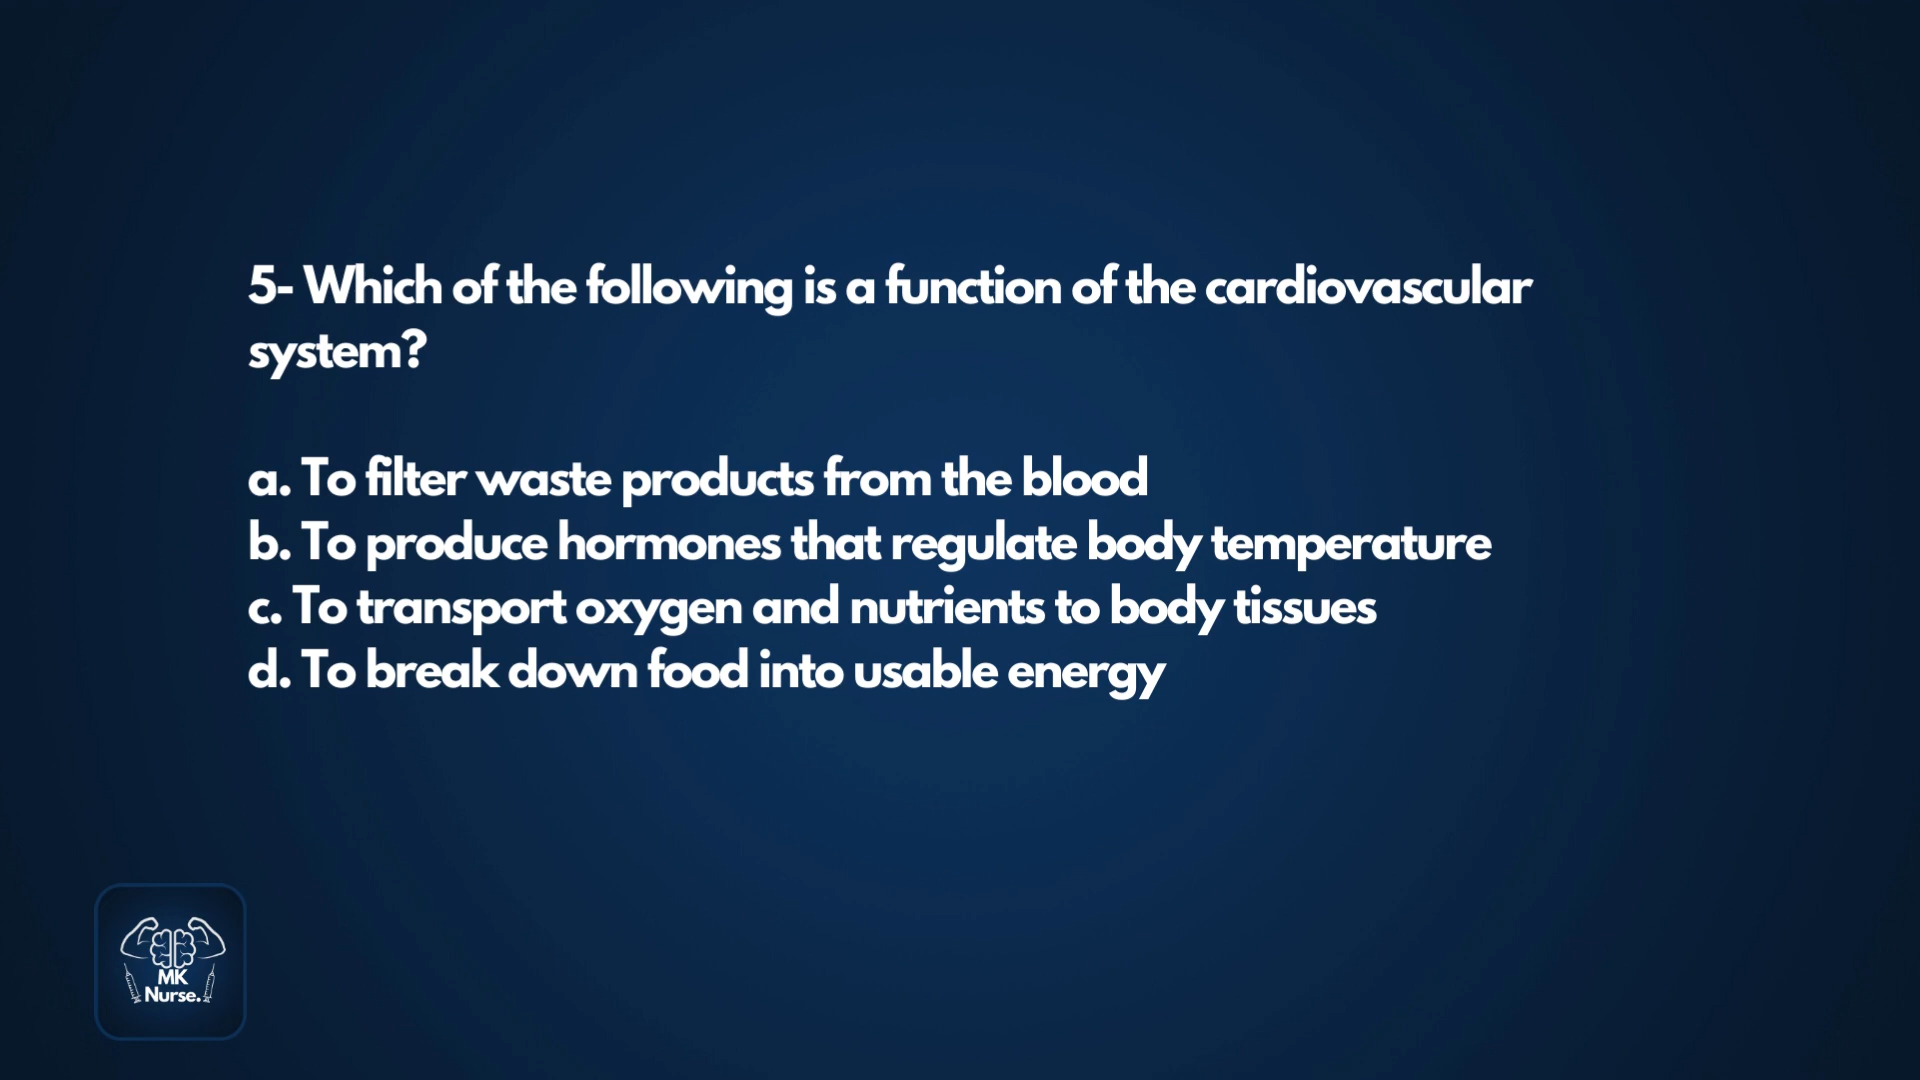 5- Which of the following is a function of the cardiovascular
system?
a. To filter waste products from the blood
b. To produce hormones that regulate body temperature
c. To transport oxygen and nutrients to body tissues
d. To break down food into usable energy
MK
Nurse.